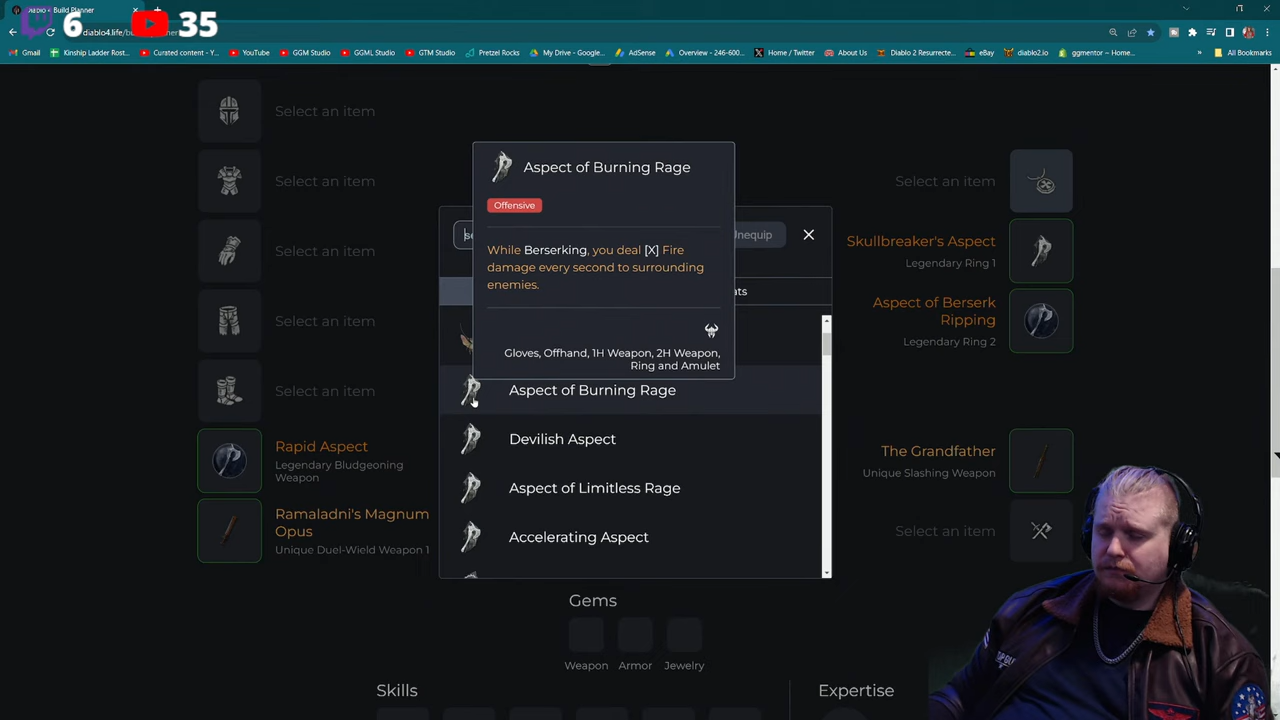 Diablo 4 Build Planner
6
35
diablo4.life/bu
Gmail
Kinship Ladder Rost...
Curated content - Y...
YouTube
GGM Studio
GGML Studio
GTM Studio
Pretzel Rocks
My Drive - Google...
AdSense
Overview - 246-600...
Home / Twitter
About Us
Diablo 2 Resurrecte...
eBay
diablo2.io
ggmentor – Home...
All Bookmarks
Select an item
Select an item
Select an item
Select an item
Select an item
Rapid Aspect
Legendary Bludgeoning
Weapon
Ramaladni's Magnum
Opus
Unique Duel-Wield Weapon 1
Aspect of Burning Rage
Offensive
While Berserking, you deal [X] Fire
damage every second to surrounding
enemies.
Gloves, Offhand, 1H Weapon, 2H Weapon,
Ring and Amulet
Unequip
ats
Aspect of Burning Rage
Devilish Aspect
Aspect of Limitless Rage
Accelerating Aspect
Select an item
Skullbreaker's Aspect
Legendary Ring 1
Aspect of Berserk
Ripping
Legendary Ring 2
The Grandfather
Unique Slashing Weapon
Select an item
Gems
Weapon
Armor
Jewelry
Skills
Expertise